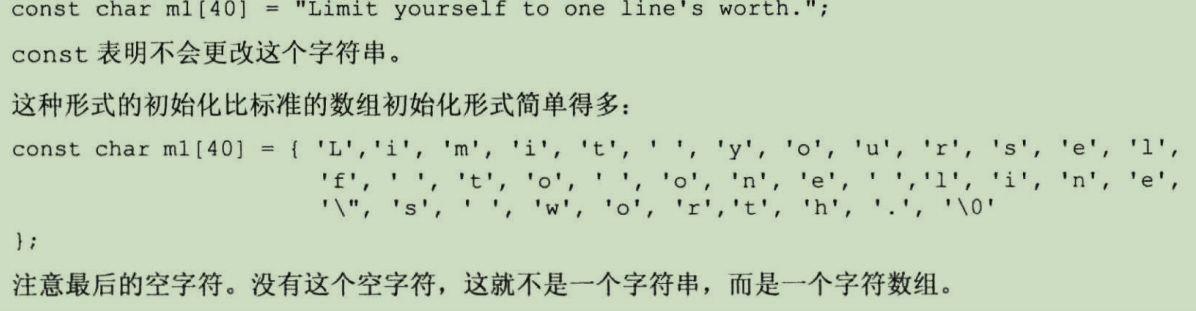 const char m1[40] = "Limit yourself to one line's worth.";
const 表明不会更改这个字符串。
这种形式的初始化比标准的数组初始化形式简单得多：
const char m1[40] = { 'L','i', 'm', 'i', 't', ' ', 'y', 'o', 'u', 'r', 's', 'e', 'l',
'f', ' ', 't', 'o', ' ', 'o', 'n', 'e', ' ','l', 'i', 'n', 'e',
'\", 's', ' ', 'w', 'o', 'r','t', 'h', '.', '\0'
};
注意最后的空字符。没有这个空字符，这就不是一个字符串，而是一个字符数组。